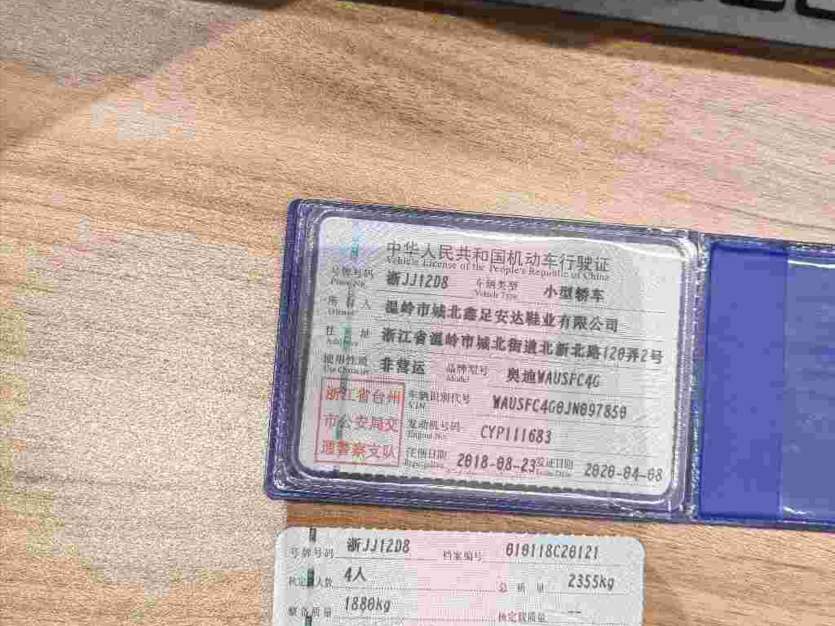 中华人民共和国机动车行驶证
Vehicle License of the People's Republic of China
号牌号码 浙JJ12D8 车辆类型 小型轿车
Plate No. Vehicle Type
所有人 温岭市城北鑫足安达鞋业有限公司
Owner
住址 浙江省温岭市城北街道北新北路120弄2号
Address
使用性质 非营运 品牌型号 奥迪WAUSFC4G
Use Character Model
浙江省台州市公安局交通警察支队
车辆识别代号 WAUSFC4G0JN097850
VIN
发动机号码 CYP111683
Engine No.
注册日期 2018-08-23 发证日期 2020-04-08
Register Date Issue Date
号牌号码 浙JJ12D8 档案编号 610118C20121
核定载人数 4人 总质量 2355kg
整备质量 1880kg 核定载质量 --